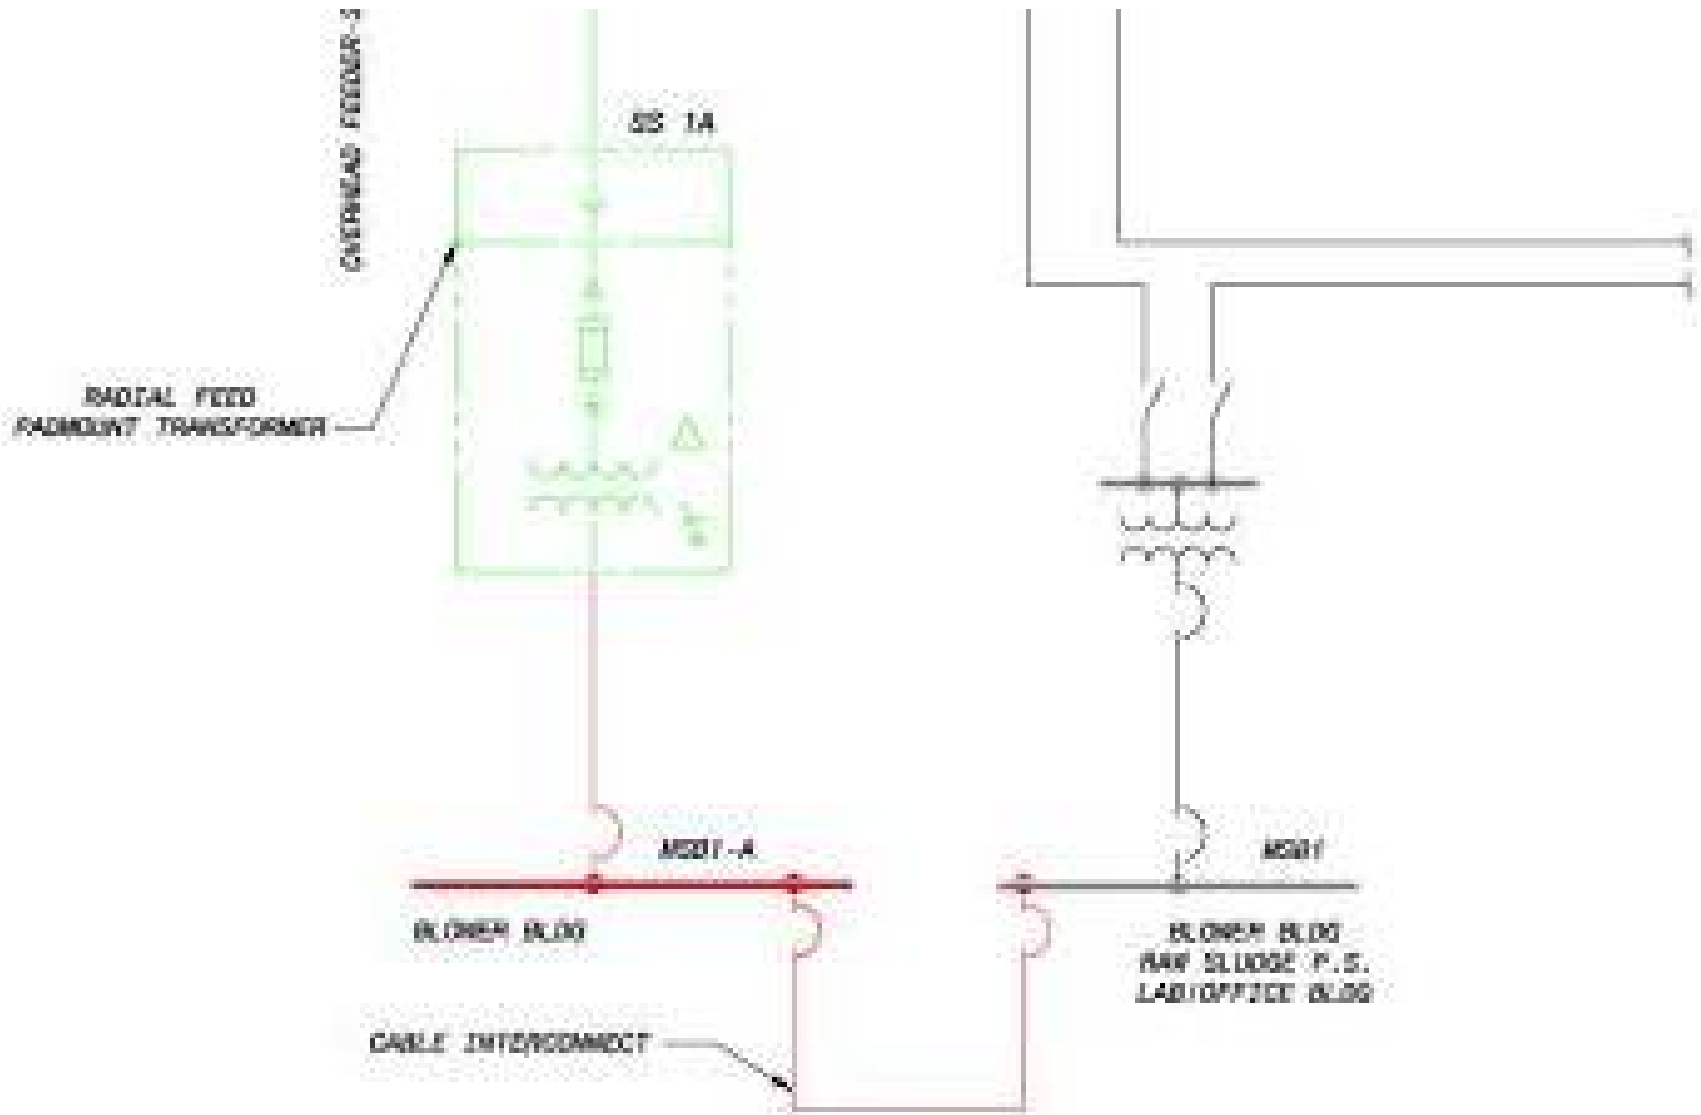 OVERHEAD FEEDER-
SS 1A
RADIAL FEED
PADMOUNT TRANSFORMER
MSB1-A
MSB1
BLOWER BLDG
BLOWER BLDG
RAW SLUDGE P.S.
LAB/OFFICE BLDG
CABLE INTERCONNECT